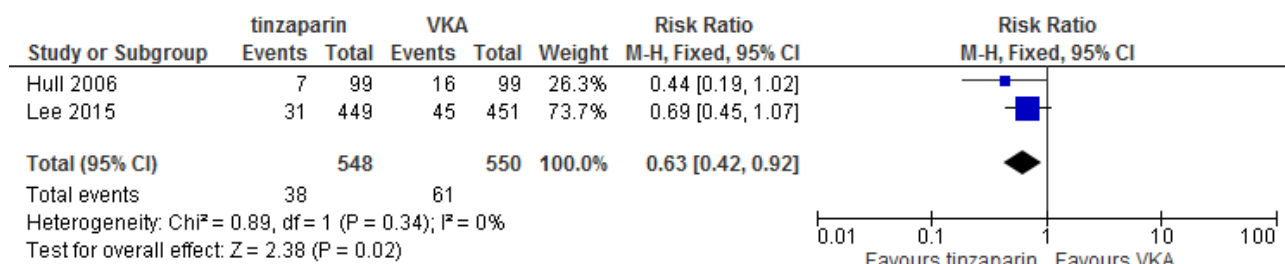 tinzaparin VKA Risk Ratio Risk Ratio
Study or Subgroup Events Total Events Total Weight M-H, Fixed, 95% CI M-H, Fixed, 95% CI
Hull 2006 7 99 16 99 26.3% 0.44 [0.19, 1.02]
Lee 2015 31 449 45 451 73.7% 0.69 [0.45, 1.07]
Total (95% CI) 548 550 100.0% 0.63 [0.42, 0.92]
Total events 38 61
Heterogeneity: Chi² = 0.89, df = 1 (P = 0.34); I² = 0%
Test for overall effect: Z = 2.38 (P = 0.02)
0.01 0.1 1 10 100
Favours tinzaparin Favours VKA